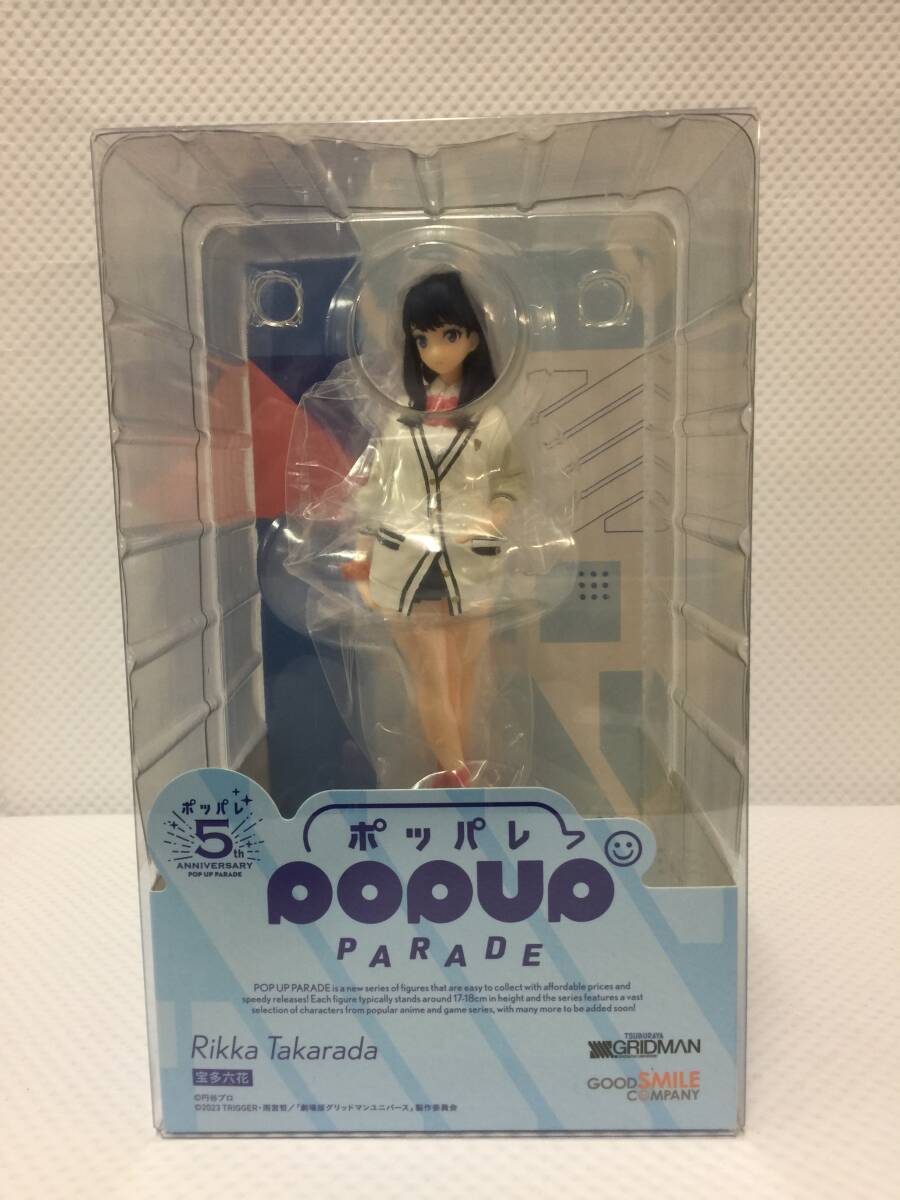 ポッパレ
5th
ANNIVERSARY
POP UP PARADE
ポッパレ
POPUP
PARADE
POP UP PARADE is a new series of figures that are easy to collect with affordable prices and
speedy releases! Each figure typically stands around 17-18cm in height and the series features a vast
selection of characters from popular anime and game series, with many more to be added soon!
Rikka Takarada
宝多六花
©円谷プロ
©2023 TRIGGER・雨宮哲/「劇場版グリッドマンユニバース」製作委員会
TSUBURAYA
GRIDMAN
GOOD SMILE
COMPANY